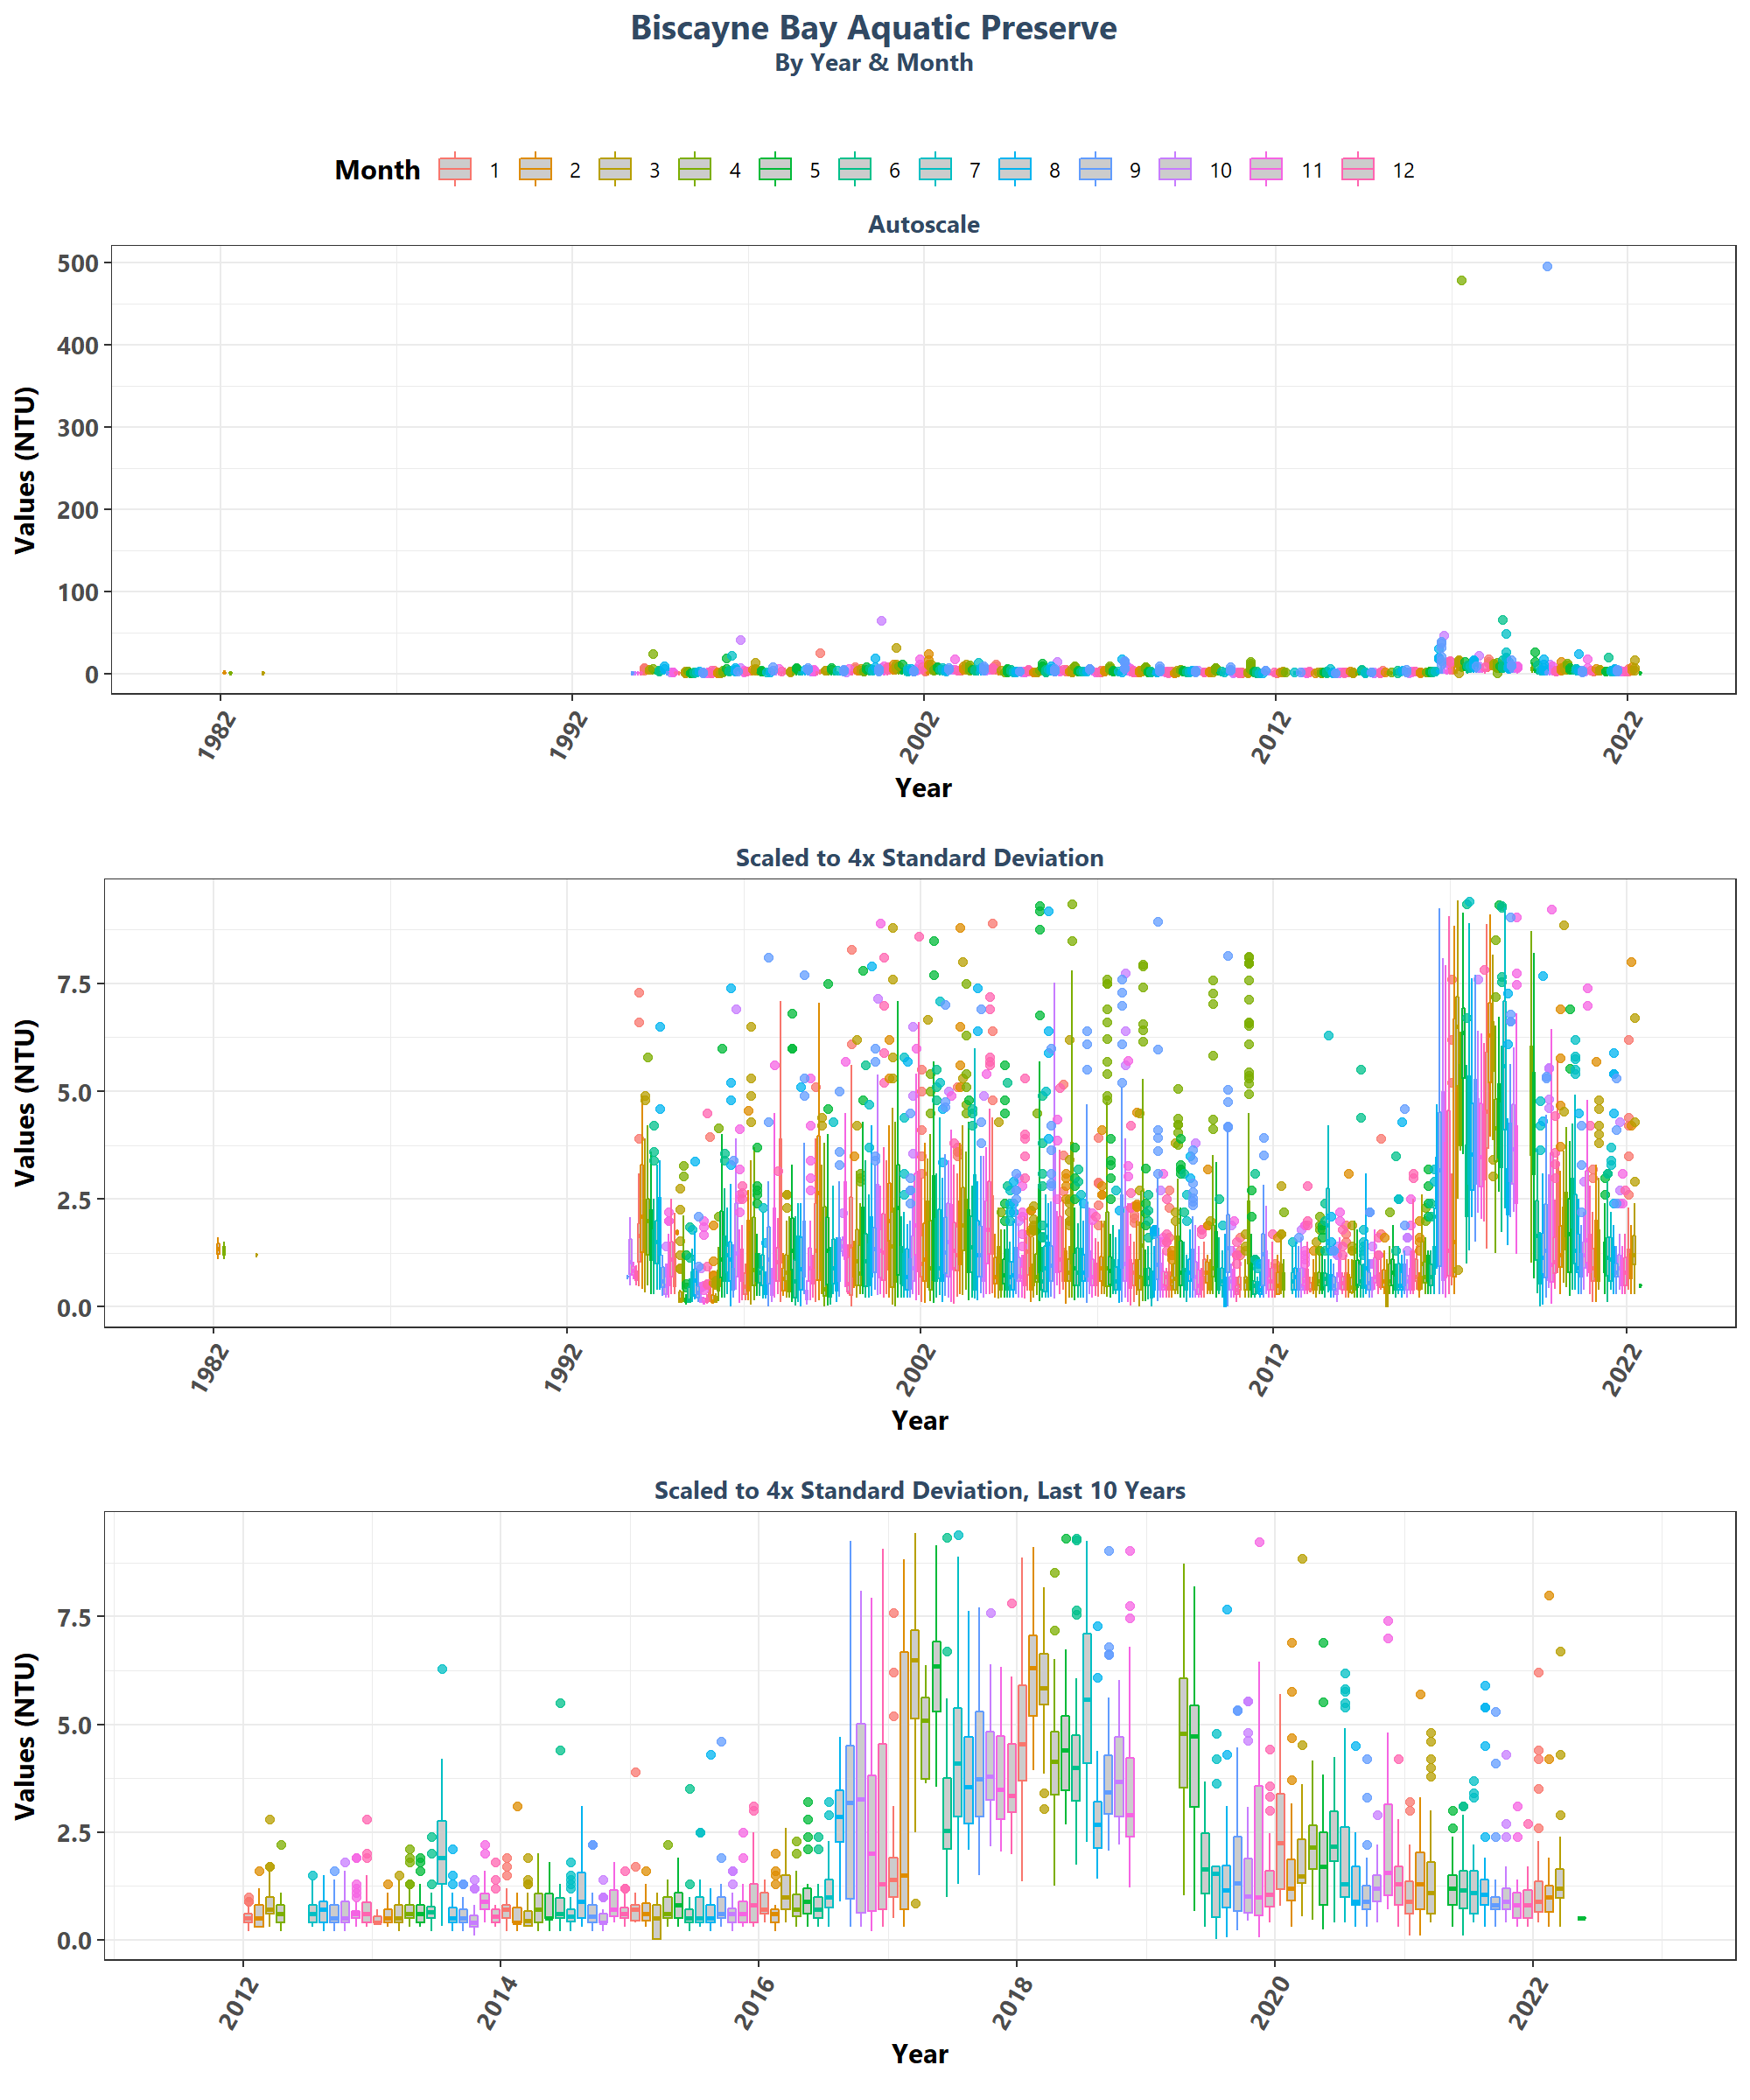 Biscayne Bay Aquatic Preserve
By Year & Month
Month 1 2 3 4 5 6 7 8 9 10 11 12
Autoscale
Values (NTU)
500
400
300
200
100
0
1982 1992 2002 2012 2022
Year
Scaled to 4x Standard Deviation
Values (NTU)
7.5
5.0
2.5
0.0
1982 1992 2002 2012 2022
Year
Scaled to 4x Standard Deviation, Last 10 Years
Values (NTU)
7.5
5.0
2.5
0.0
2012 2014 2016 2018 2020 2022
Year